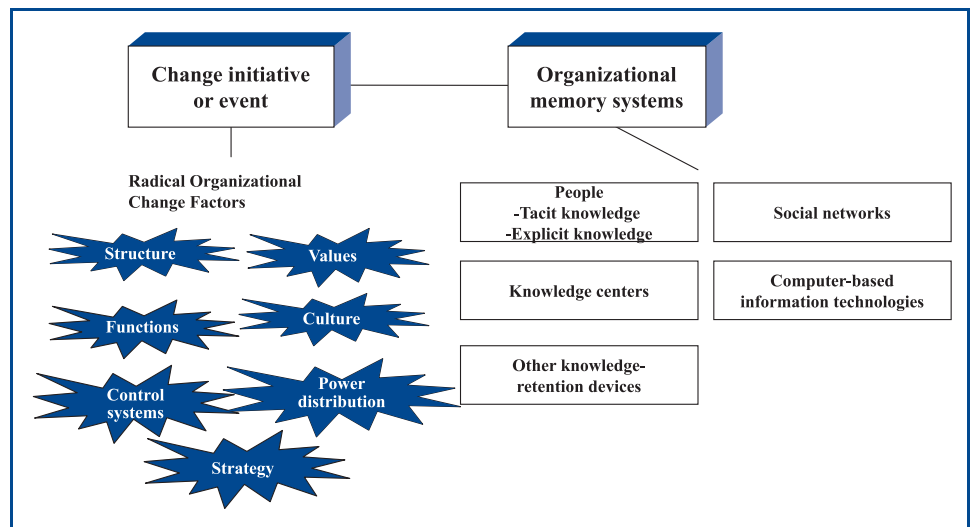 Change initiative
or event
Organizational
memory systems
Radical Organizational
Change Factors
Structure
Values
Functions
Culture
Control
systems
Power
distribution
Strategy
People
-Tacit knowledge
-Explicit knowledge
Social networks
Knowledge centers
Computer-based
information technologies
Other knowledge-
retention devices